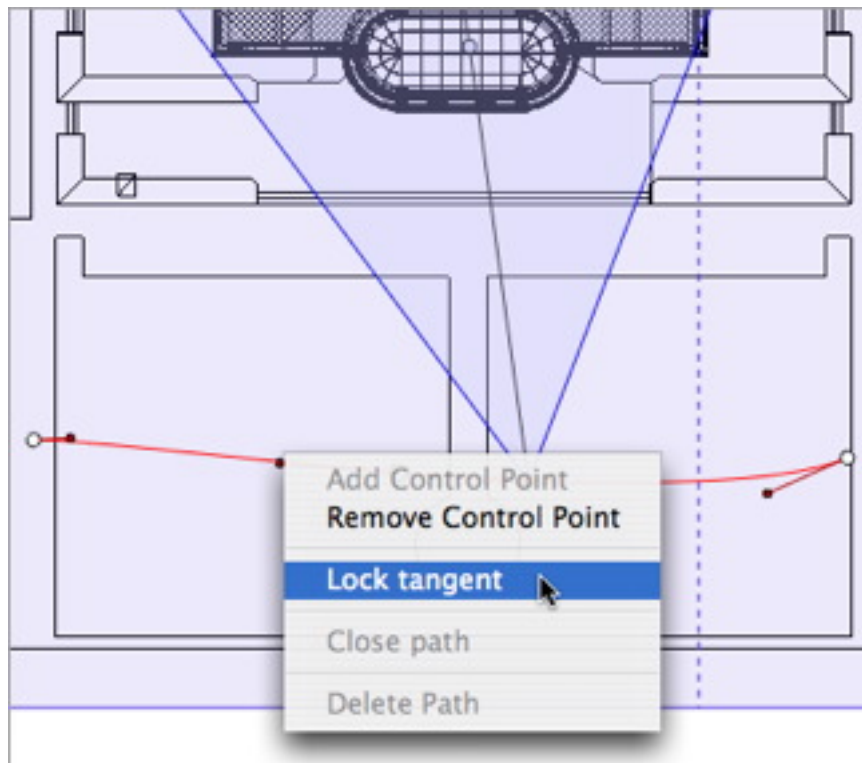 Add Control Point
Remove Control Point
Lock tangent
Close path
Delete Path